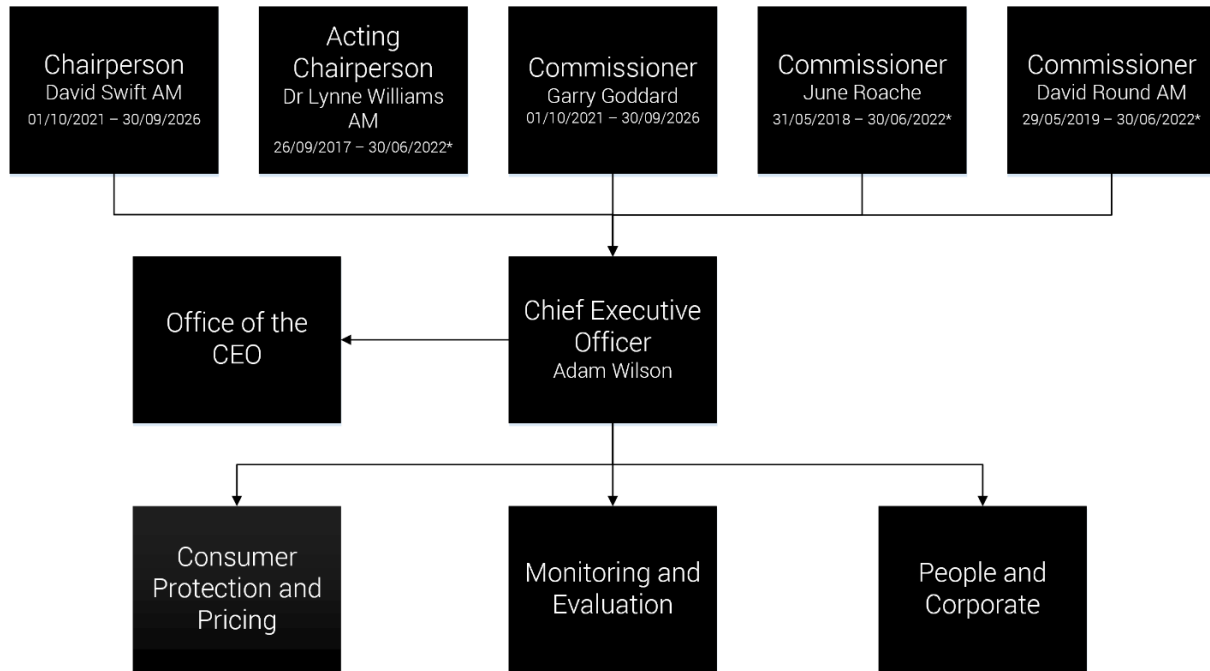 Chairperson
David Swift AM
01/10/2021 – 30/09/2026
Acting
Chairperson
Dr Lynne Williams
AM
26/09/2017 – 30/06/2022*
Commissioner
Garry Goddard
01/10/2021 – 30/09/2026
Commissioner
June Roache
31/05/2018 – 30/06/2022*
Commissioner
David Round AM
29/05/2019 – 30/06/2022*
Office of the
CEO
Chief Executive
Officer
Adam Wilson
Consumer
Protection and
Pricing
Monitoring and
Evaluation
People and
Corporate